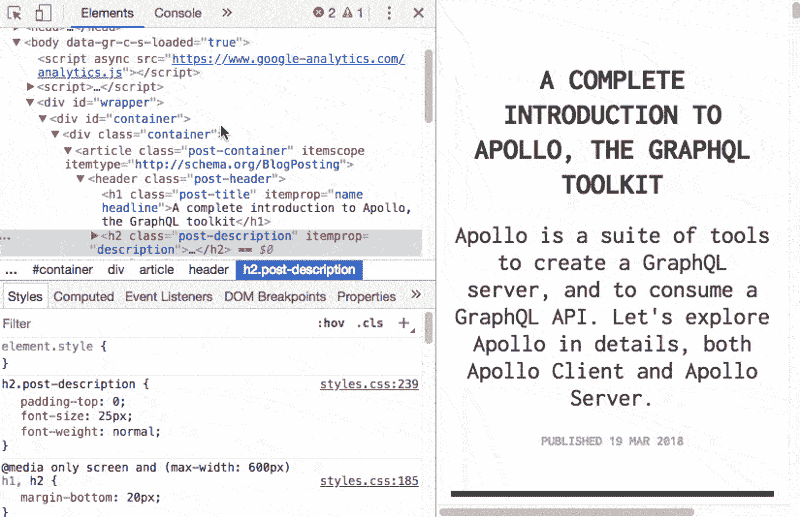 Elements Console » 2 1
<head>…</head>
▼<body data-gr-c-s-loaded="true">
<script async src="https://www.google-analytics.com/
analytics.js"></script>
▶<script>…</script>
▼<div id="wrapper">
▼<div id="container">
▼<div class="container">
▼<article class="post-container" itemscope
itemtype="http://schema.org/BlogPosting">
▼<header class="post-header">
<h1 class="post-title" itemprop="name
headline">A complete introduction to Apollo,
the GraphQL toolkit</h1>
... ▶<h2 class="post-description" itemprop=
"description">…</h2> == $0
... #container div article header h2.post-description
Styles Computed Event Listeners DOM Breakpoints Properties »
Filter :hov .cls +
element.style {
}
h2.post-description { styles.css:239
padding-top: 0;
font-size: 25px;
font-weight: normal;
}
@media only screen and (max-width: 600px)
h1, h2 { styles.css:185
margin-bottom: 20px;
}
A COMPLETE
INTRODUCTION TO
APOLLO, THE GRAPHQL
TOOLKIT
Apollo is a suite of tools
to create a GraphQL
server, and to consume a
GraphQL API. Let's explore
Apollo in details, both
Apollo Client and Apollo
Server.
PUBLISHED 19 MAR 2018